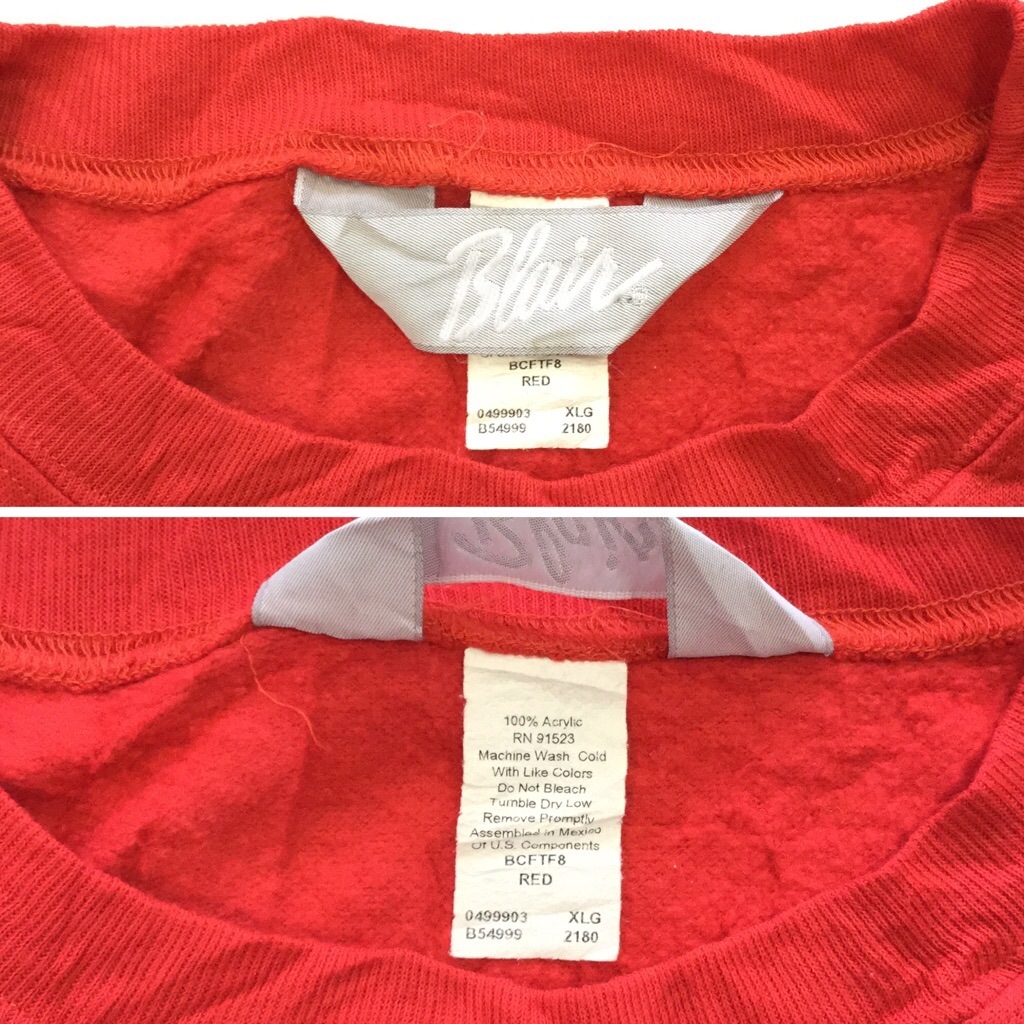 Blair
BCFTF8
RED
0499903 XLG
B54999 2180
100% Acrylic
RN 91523
Machine Wash Cold
With Like Colors
Do Not Bleach
Tumble Dry Low
Remove Promptly
Assembled in Mexico
Of U.S. Components
BCFTF8
RED
0499903 XLG
B54999 2180